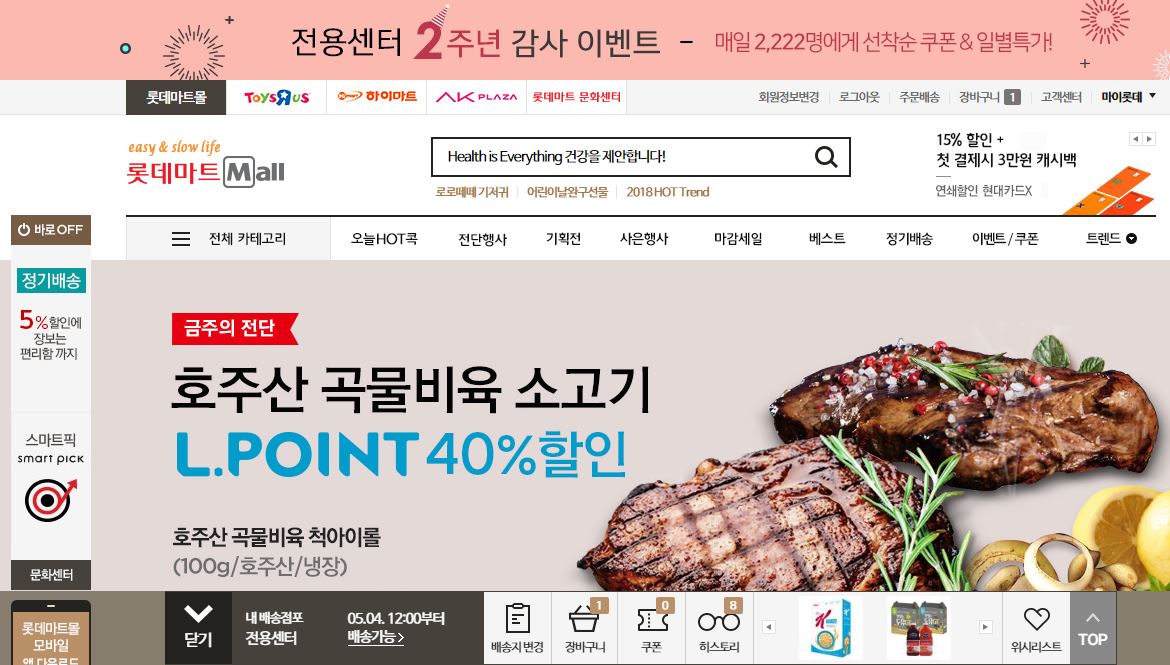 전용센터 2주년 감사 이벤트 – 매일 2,222명에게 선착순 쿠폰 & 일별특가!
롯데마트몰
TOYSRUS
하이마트
AK PLAZA
롯데마트 문화센터
회원정보변경
로그아웃
주문배송
장바구니 1
고객센터
마이롯데
easy & slow life
롯데마트 Mall
Health is Everything 건강을 제안합니다!
로로떼떼 기저귀
어린이날완구선물
2018 HOT Trend
15% 할인 +
첫 결제시 3만원 캐시백
연쇄할인 현대카드X
바로OFF
전체 카테고리
오늘HOT콕
전단행사
기획전
사은행사
마감세일
베스트
정기배송
이벤트 / 쿠폰
트렌드
정기배송
5%할인에
장보는
편리함 까지
스마트픽
smart pick
문화센터
롯데마트몰
모바일
앱 다운로드
금주의 전단
호주산 곡물비육 소고기
L.POINT 40%할인
호주산 곡물비육 척아이롤
(100g/호주산/냉장)
닫기
내 배송점포
전용센터
05.04. 12:00부터
배송가능
배송지 변경
1
장바구니
0
쿠폰
8
히스토리
위시리스트
TOP